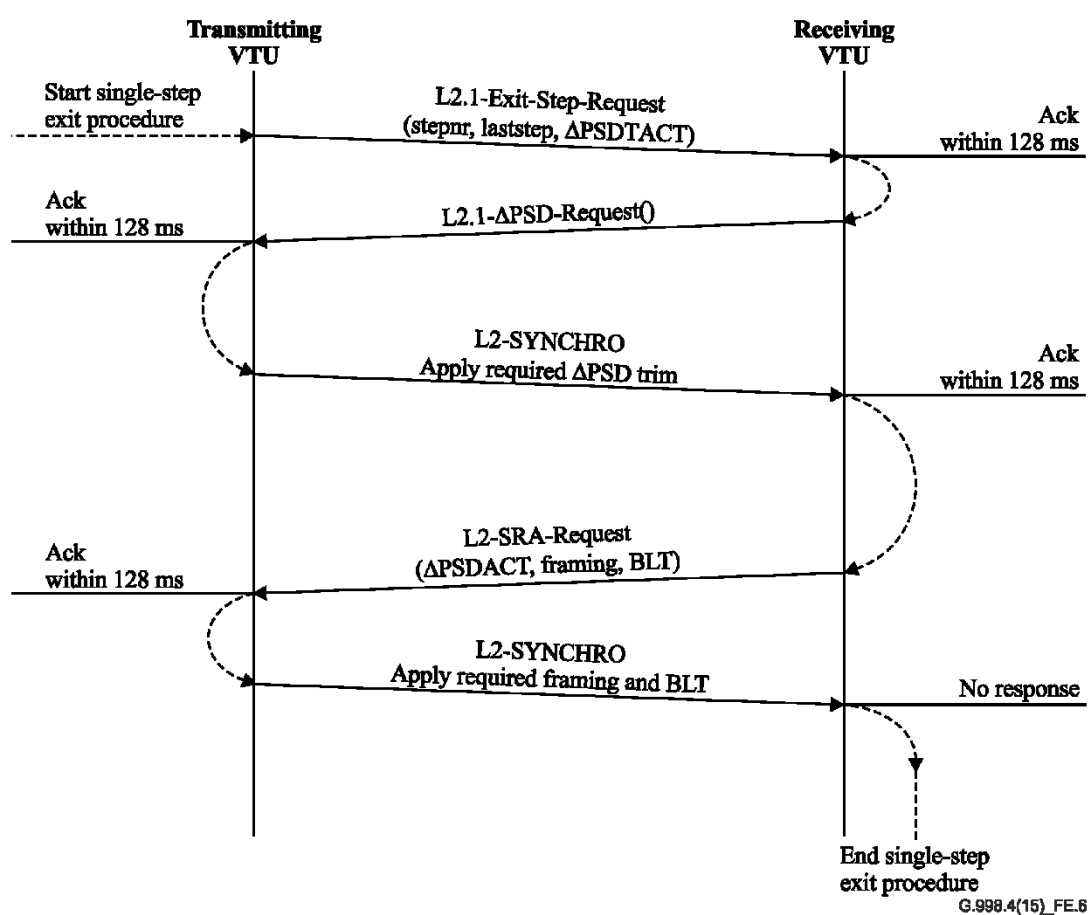 Transmitting
VTU
Receiving
VTU
Start single-step
exit procedure
L2.1-Exit-Step-Request
(stepnr, laststep, ΔPSDTACT)
Ack
within 128 ms
Ack
within 128 ms
L2.1-ΔPSD-Request()
L2-SYNCHRO
Apply required ΔPSD trim
Ack
within 128 ms
Ack
within 128 ms
L2-SRA-Request
(ΔPSDACT, framing, BLT)
L2-SYNCHRO
Apply required framing and BLT
No response
End single-step
exit procedure
G.998.4(15)_FE.6